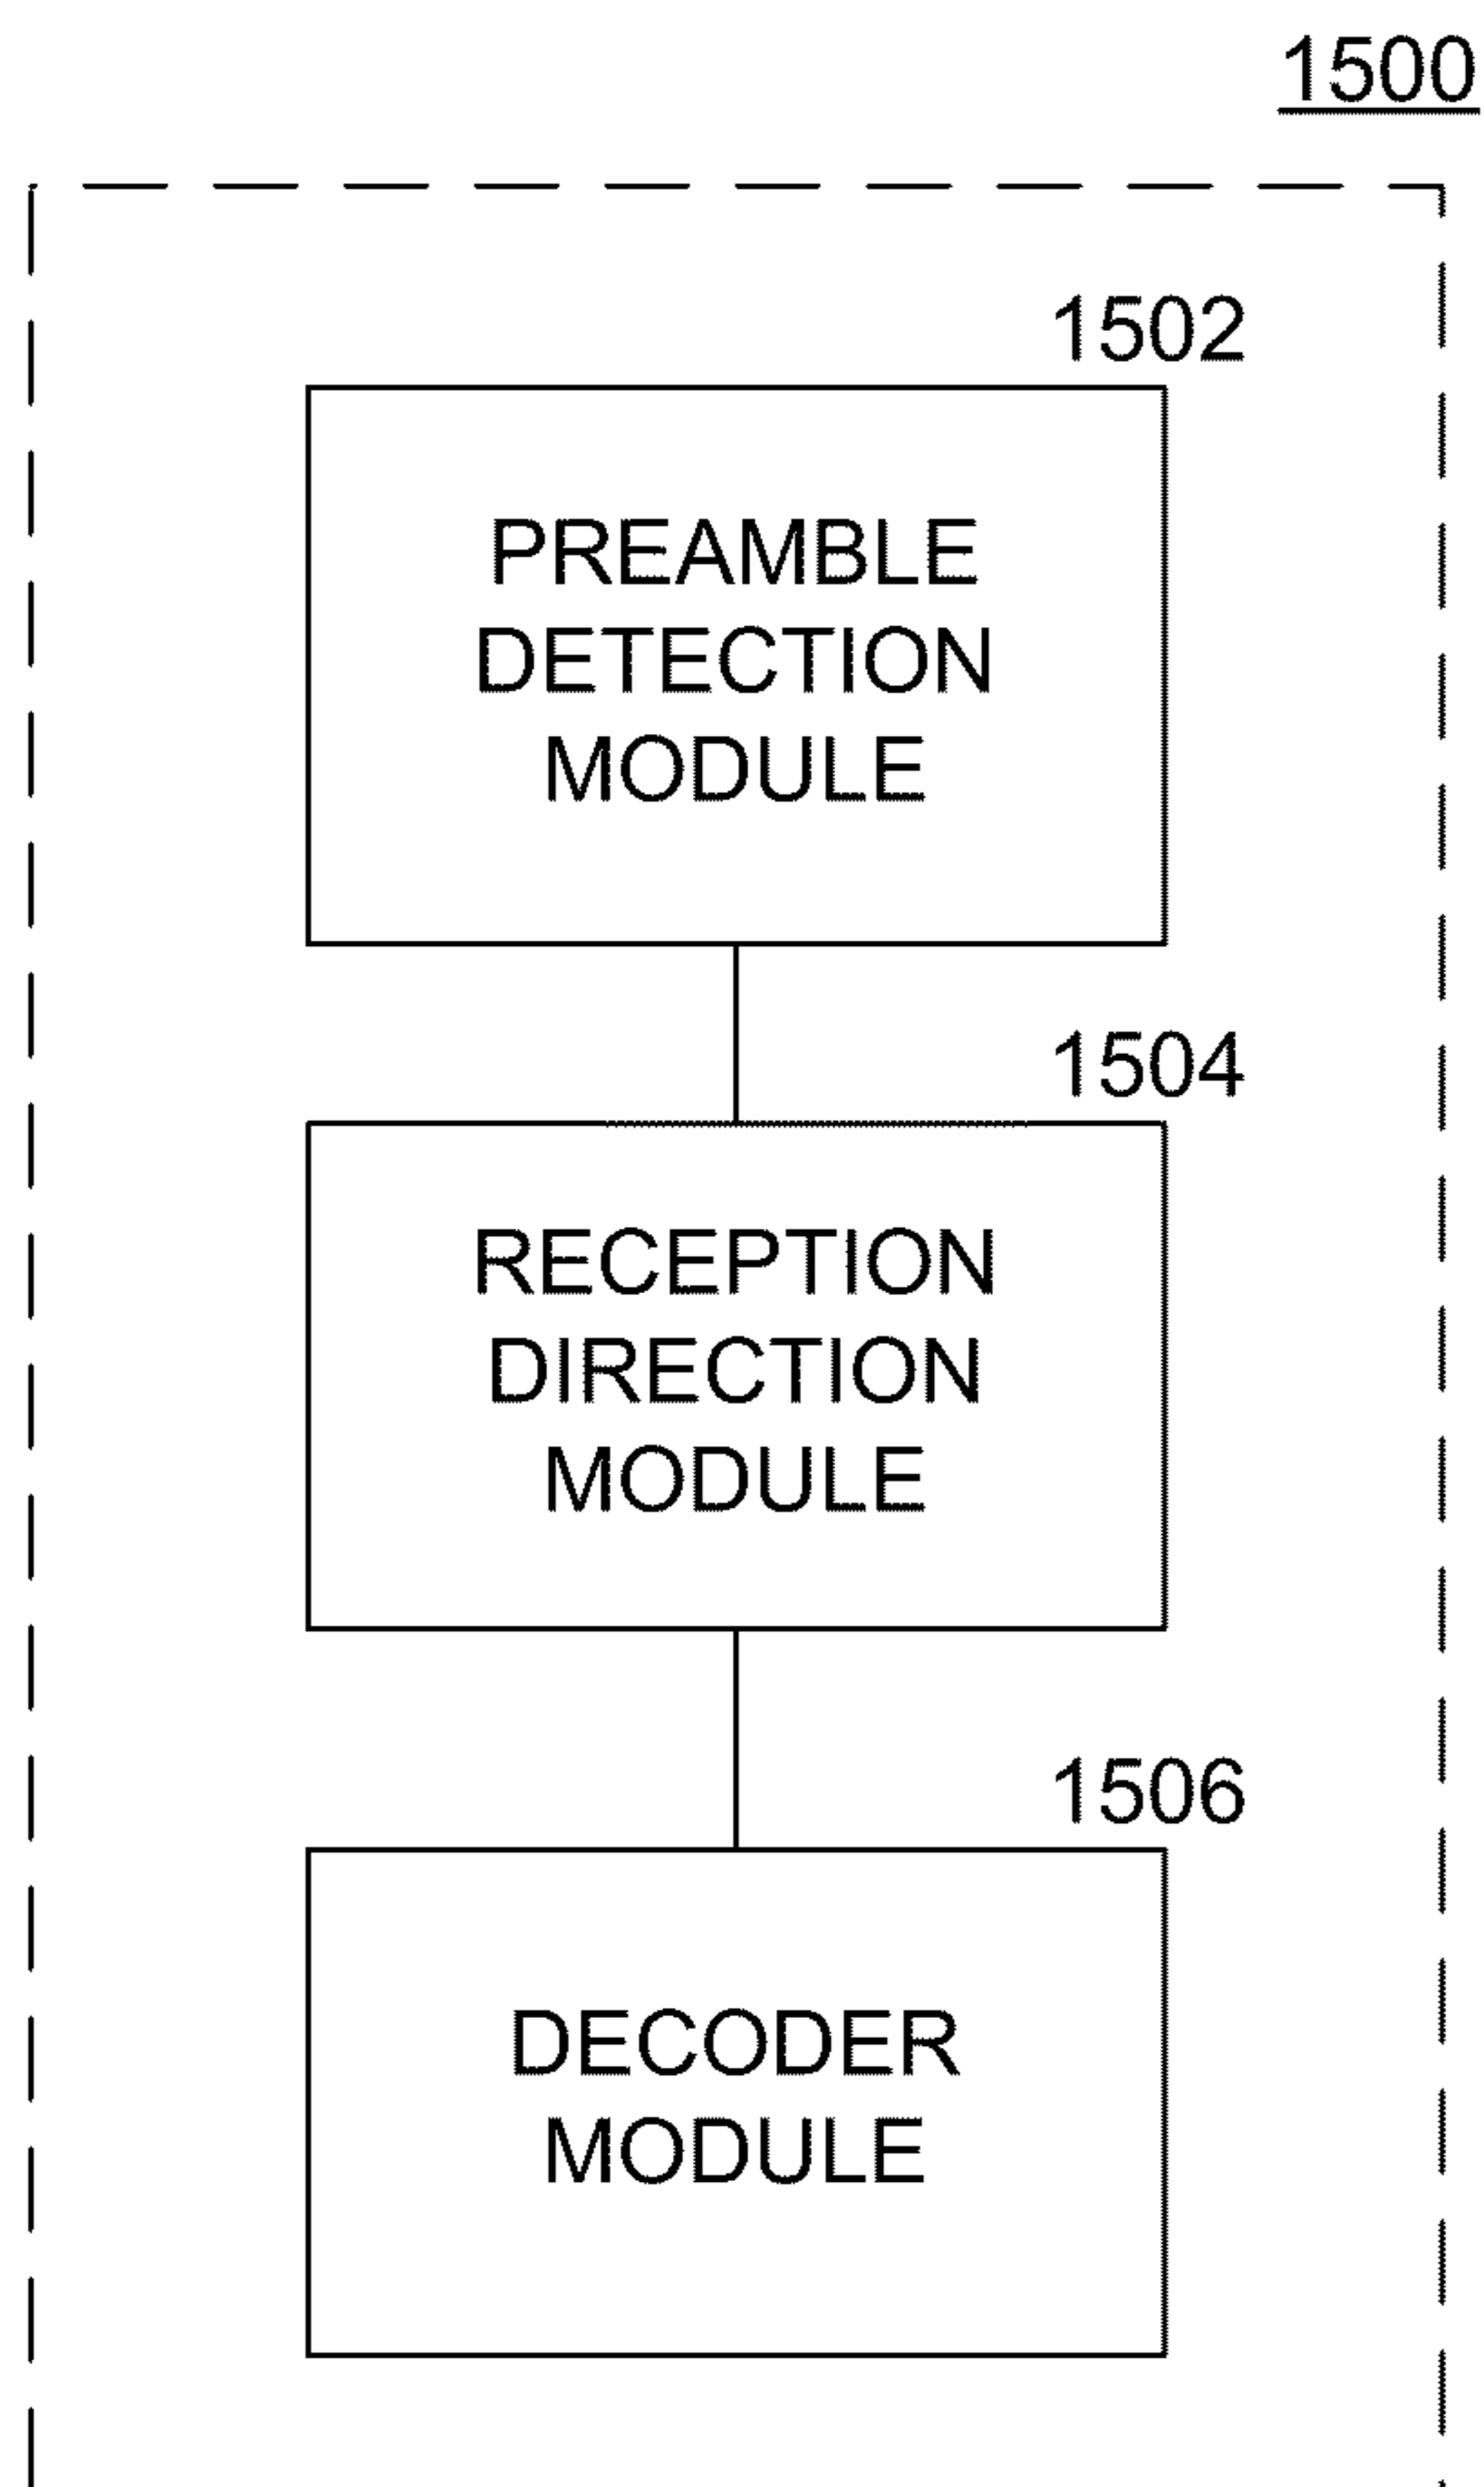 1500
1502
PREAMBLE
DETECTION
MODULE
1504
RECEPTION
DIRECTION
MODULE
1506
DECODER
MODULE